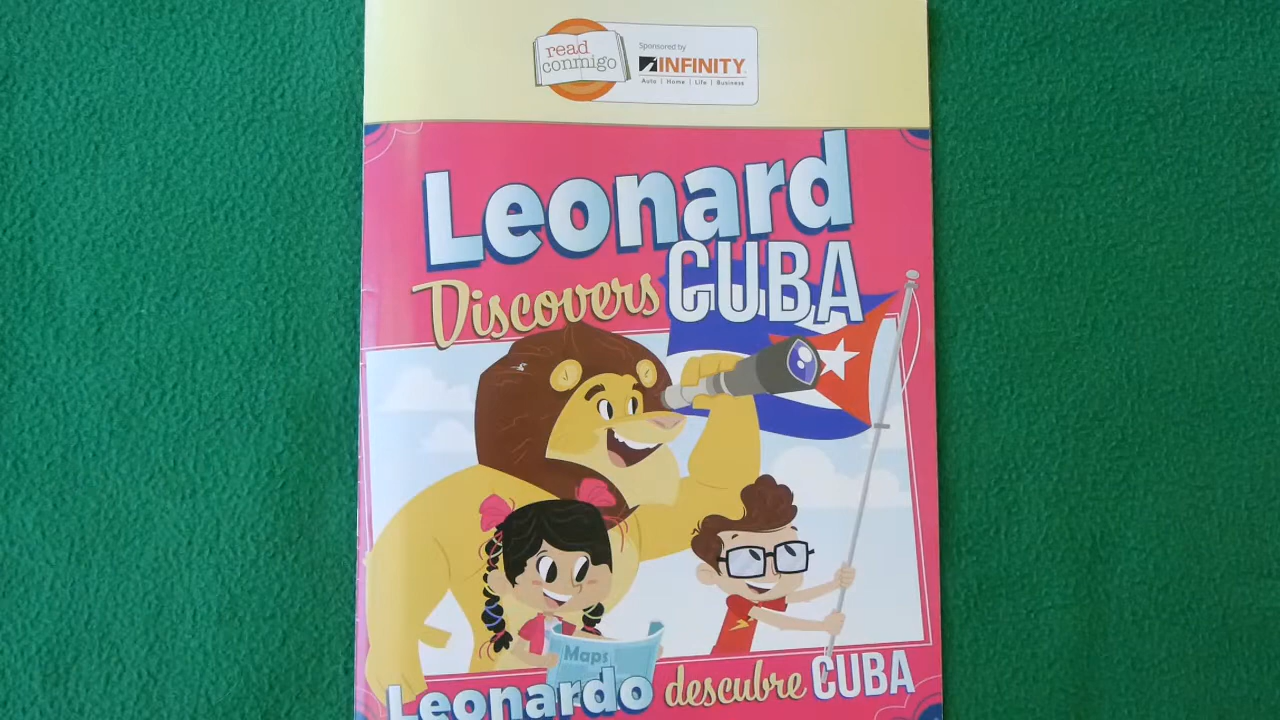 read
conmigo
Sponsored by
INFINITY
Auto | Home | Life | Business
Leonard
Discovers CUBA
Maps
Leonardo descubre CUBA